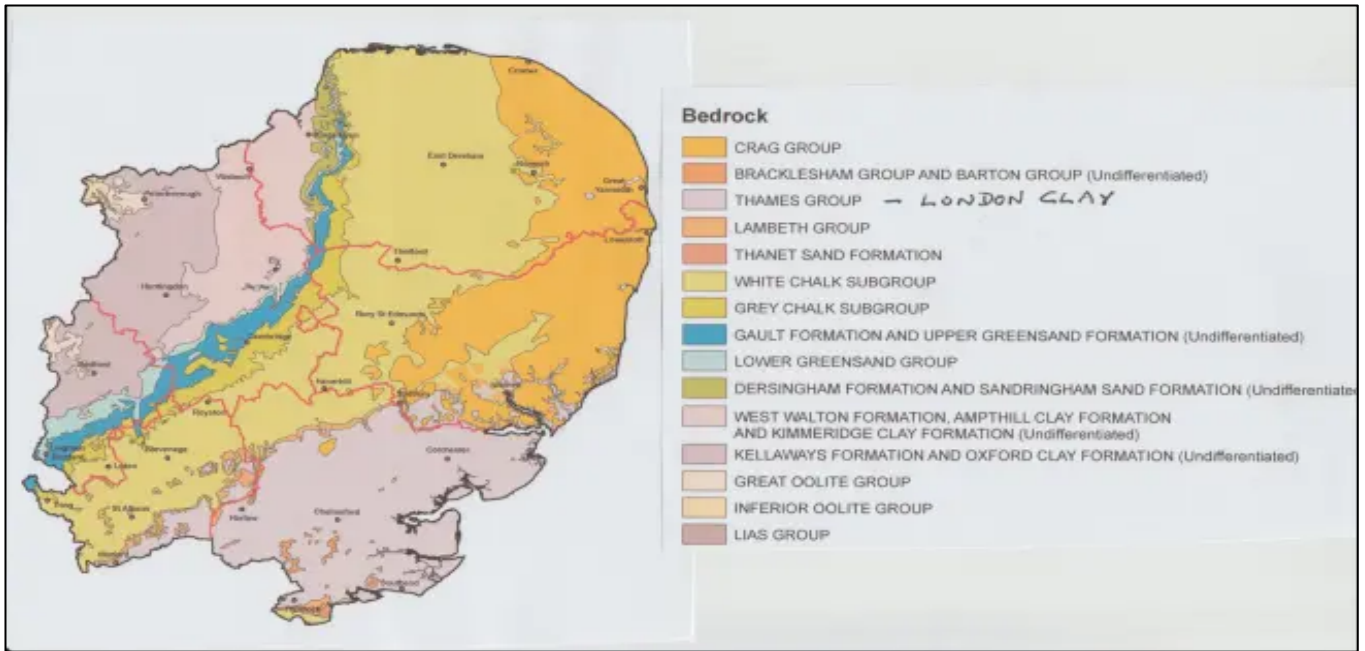 Cromer
East Dereham
Norwich
Great
Yarmouth
Wisbech
Peterborough
Lowestoft
Thetford
Huntingdon
Bury St Edmunds
Cambridge
Bedford
Haverhill
Royston
Stevenage
Luton
Colchester
St Albans
Harlow
Chelmsford
Southend
Bedrock
CRAG GROUP
BRACKLESHAM GROUP AND BARTON GROUP (Undifferentiated)
THAMES GROUP – LONDON CLAY
LAMBETH GROUP
THANET SAND FORMATION
WHITE CHALK SUBGROUP
GREY CHALK SUBGROUP
GAULT FORMATION AND UPPER GREENSAND FORMATION (Undifferentiated)
LOWER GREENSAND GROUP
DERSINGHAM FORMATION AND SANDRINGHAM SAND FORMATION (Undifferentiate
WEST WALTON FORMATION, AMPTHILL CLAY FORMATION
AND KIMMERIDGE CLAY FORMATION (Undifferentiated)
KELLAWAYS FORMATION AND OXFORD CLAY FORMATION (Undifferentiated)
GREAT OOLITE GROUP
INFERIOR OOLITE GROUP
LIAS GROUP